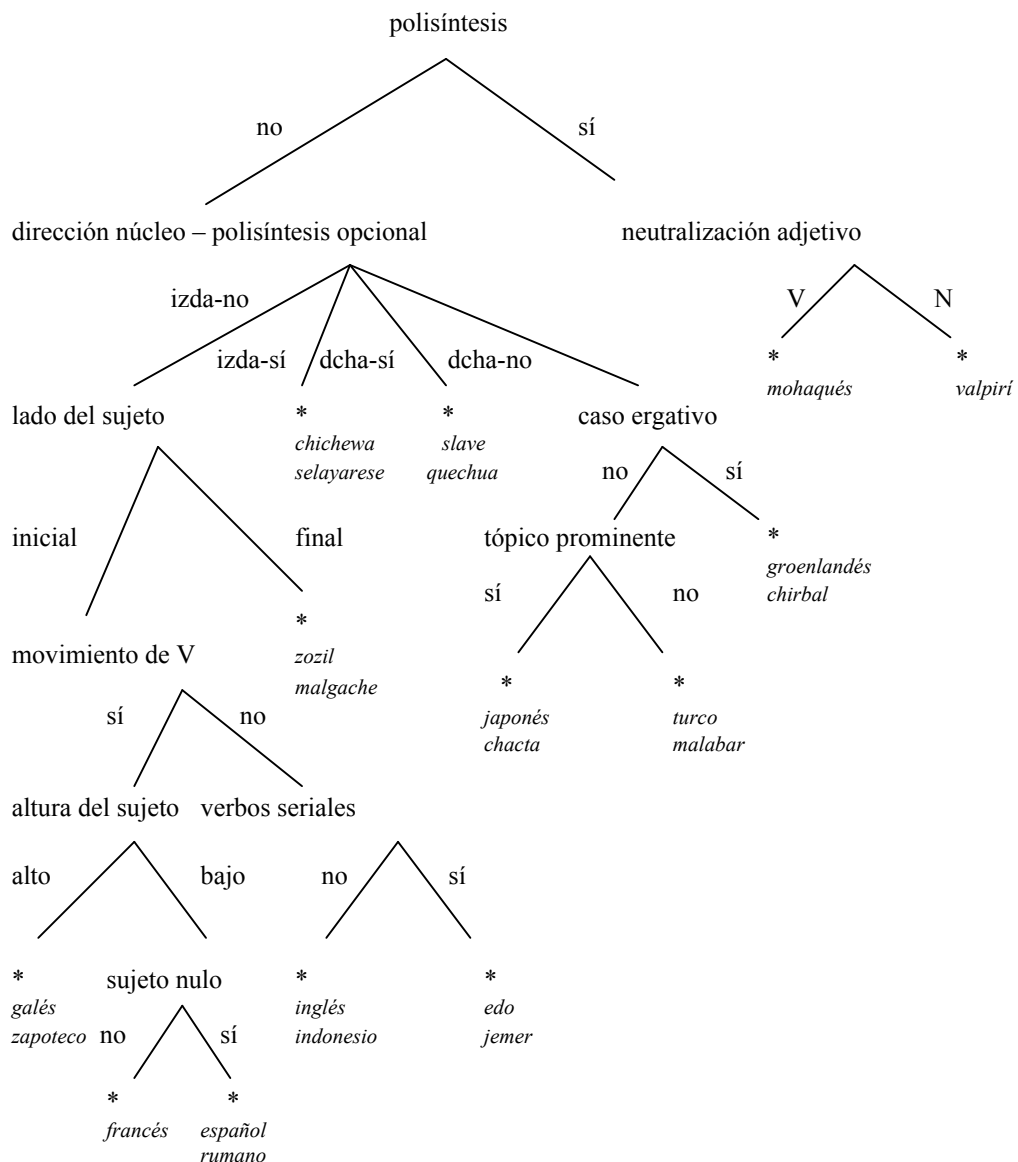 polisíntesis
no sí
dirección núcleo – polisíntesis opcional neutralización adjetivo
izda-no V N
izda-sí dcha-sí dcha-no
* *
mohaqués valpirí
lado del sujeto * * caso ergativo
chichewa slave
selayarese quechua
no sí
inicial final tópico prominente *
groenlandés
chirbal
sí no
*
movimiento de V zozil
malgache
* *
sí no japonés turco
chacta malabar
altura del sujeto verbos seriales
alto bajo no sí
* sujeto nulo * *
galés inglés edo
zapoteco no sí indonesio jemer
* *
francés español
rumano